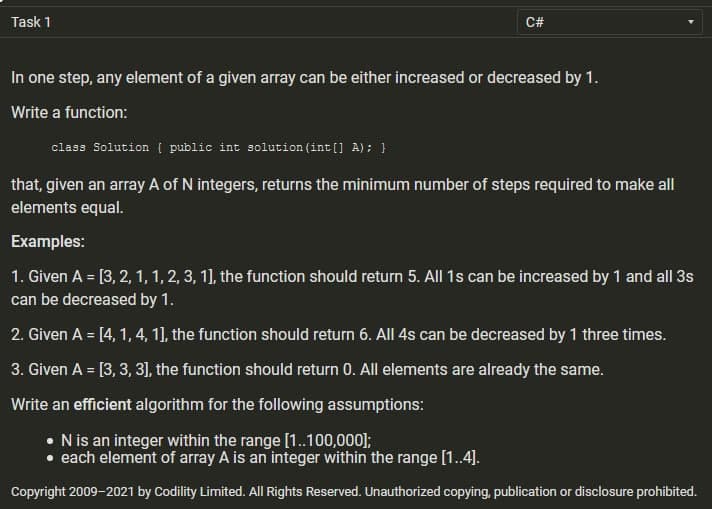 Task 1
C#
In one step, any element of a given array can be either increased or decreased by 1.
Write a function:
class Solution { public int solution(int[] A); }
that, given an array A of N integers, returns the minimum number of steps required to make all
elements equal.
Examples:
1. Given A = [3, 2, 1, 1, 2, 3, 1], the function should return 5. All 1s can be increased by 1 and all 3s
can be decreased by 1.
2. Given A = [4, 1, 4, 1], the function should return 6. All 4s can be decreased by 1 three times.
3. Given A = [3, 3, 3], the function should return 0. All elements are already the same.
Write an efficient algorithm for the following assumptions:
• N is an integer within the range [1..100,000];
• each element of array A is an integer within the range [1..4].
Copyright 2009–2021 by Codility Limited. All Rights Reserved. Unauthorized copying, publication or disclosure prohibited.